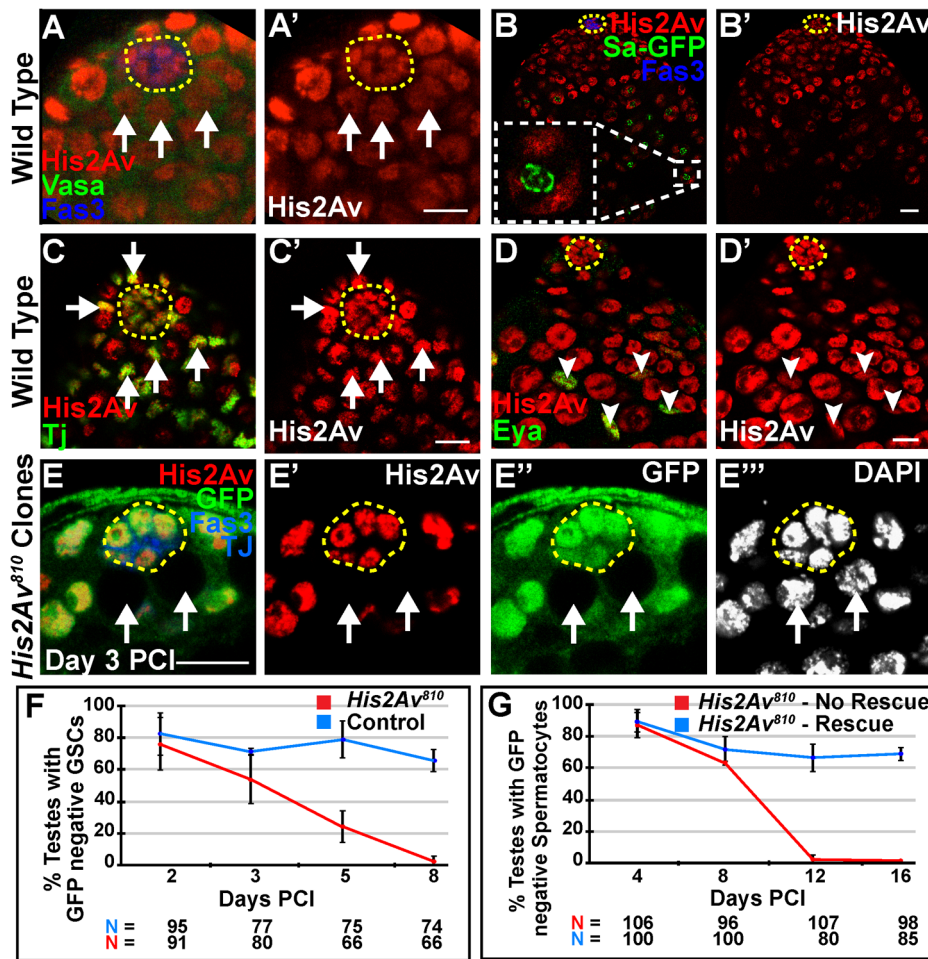 Wild Type
A
His2Av
Vasa
Fas3
A'
His2Av
B
His2Av
Sa-GFP
Fas3
B'
His2Av
Wild Type
C
His2Av
Tj
C'
His2Av
D
His2Av
Eya
D'
His2Av
His2Av⁸¹⁰ Clones
E
His2Av
GFP
Fas3
TJ
Day 3 PCI
E'
His2Av
E''
GFP
E'''
DAPI
F
His2Av⁸¹⁰
Control
% Testes with
GFP negative GSCs
100
80
60
40
20
0
2 3 5 8
Days PCI
N = 95 77 75 74
N = 91 80 66 66
G
His2Av⁸¹⁰ - No Rescue
His2Av⁸¹⁰ - Rescue
% Testes with GFP
negative Spermatocytes
100
80
60
40
20
0
4 8 12 16
Days PCI
N = 106 96 107 98
N = 100 100 80 85